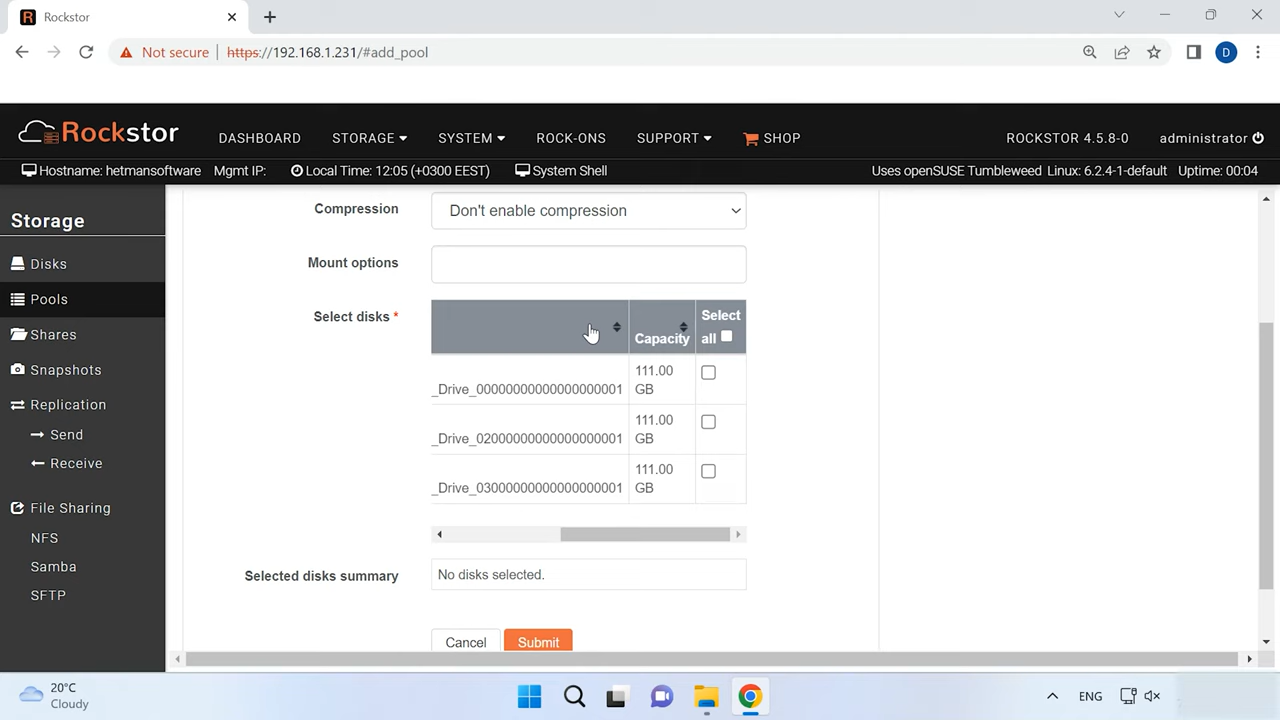 Rockstor
Not secure https://192.168.1.231/#add_pool
D
Rockstor DASHBOARD STORAGE SYSTEM ROCK-ONS SUPPORT SHOP ROCKSTOR 4.5.8-0 administrator
Hostname: hetmansoftware Mgmt IP: Local Time: 12:05 (+0300 EEST) System Shell Uses openSUSE Tumbleweed Linux: 6.2.4-1-default Uptime: 00:04
Storage
Disks
Pools
Shares
Snapshots
Replication
Send
Receive
File Sharing
NFS
Samba
SFTP
Compression Don't enable compression
Mount options
Select disks *
Capacity
Select
all
_Drive_00000000000000000001 111.00
GB
_Drive_02000000000000000001 111.00
GB
_Drive_03000000000000000001 111.00
GB
Selected disks summary No disks selected.
Cancel Submit
20°C
Cloudy
ENG